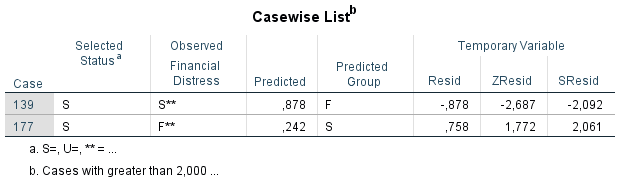 Casewise List b
Case Selected Status a Observed Financial Distress Predicted Predicted Group Temporary Variable Resid ZResid SResid
139 S S** ,878 F -,878 -2,687 -2,092
177 S F** ,242 S ,758 1,772 2,061
a. S=, U=, ** = ...
b. Cases with greater than 2,000 ...